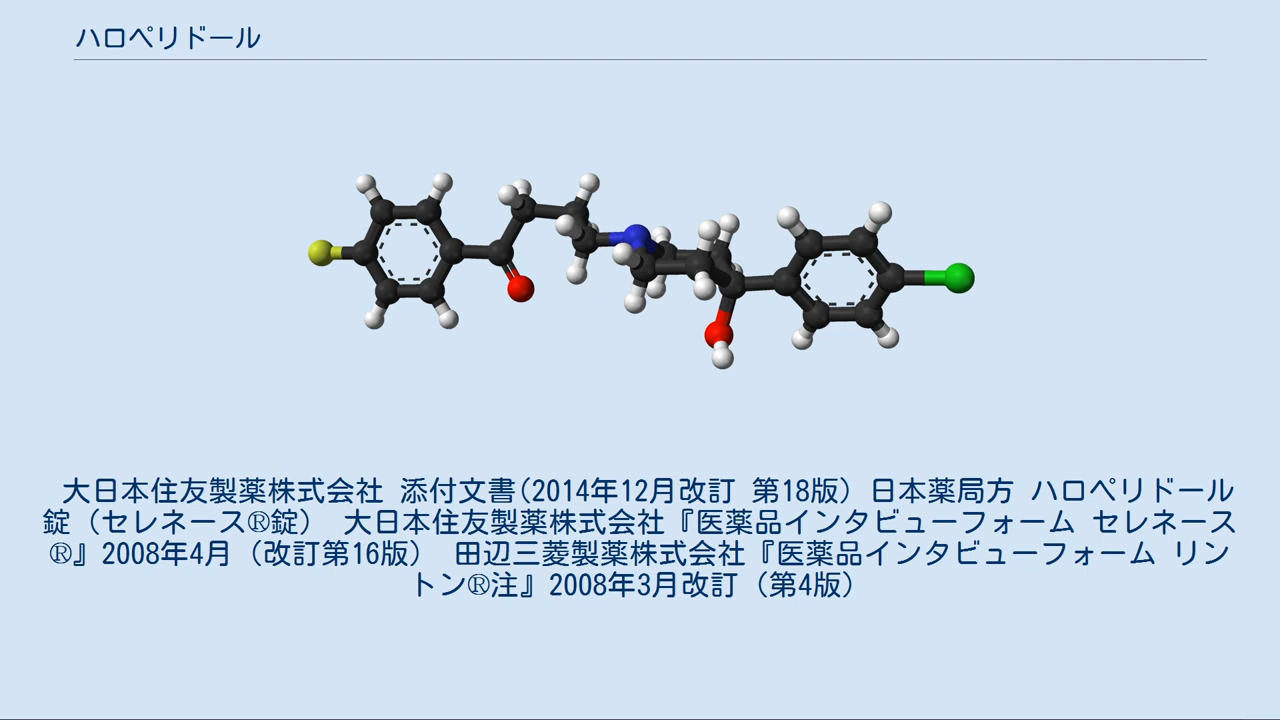 ハロペリドール
大日本住友製薬株式会社 添付文書(2014年12月改訂 第18版) 日本薬局方 ハロペリドール
錠 (セレネース®錠) 大日本住友製薬株式会社『医薬品インタビューフォーム セレネース
®』2008年4月 (改訂第16版) 田辺三菱製薬株式会社『医薬品インタビューフォーム リン
トン®注』2008年3月改訂 (第4版)